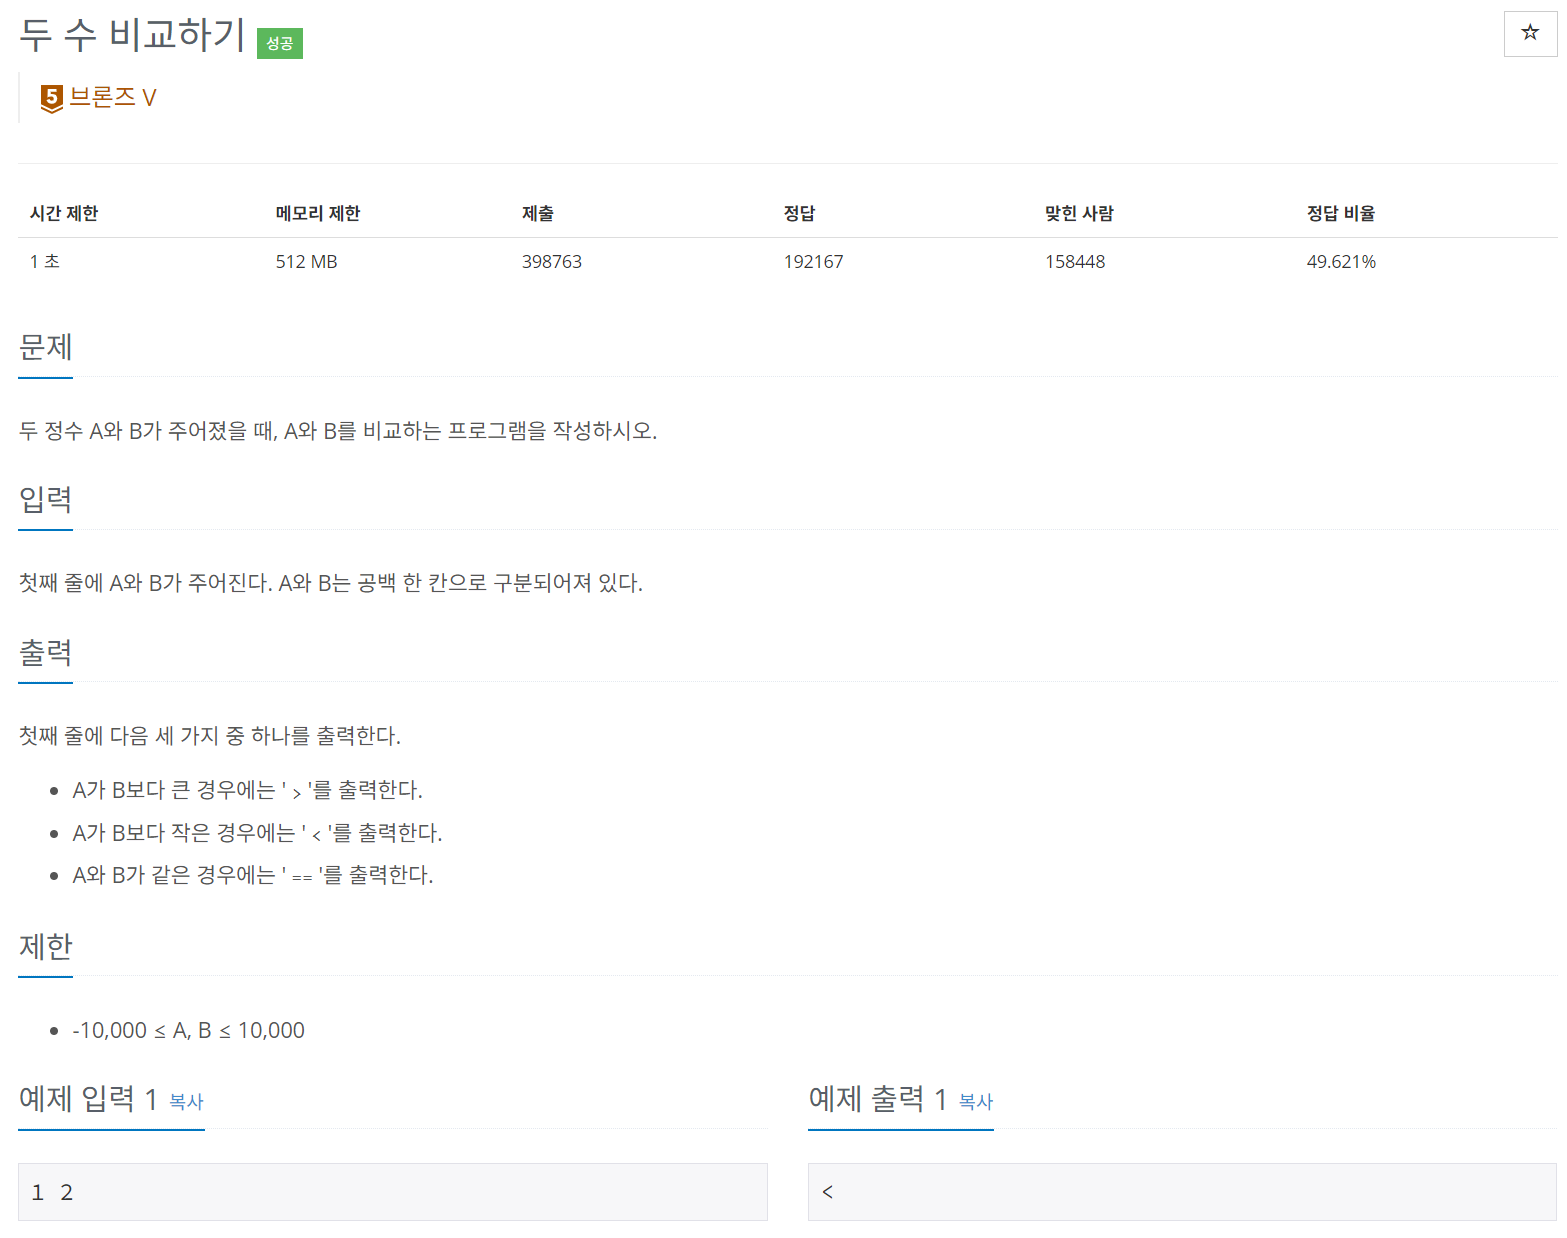 두 수 비교하기 성공
☆
5 브론즈 V
시간 제한 메모리 제한 제출 정답 맞힌 사람 정답 비율
1 초 512 MB 398763 192167 158448 49.621%
문제
두 정수 A와 B가 주어졌을 때, A와 B를 비교하는 프로그램을 작성하시오.
입력
첫째 줄에 A와 B가 주어진다. A와 B는 공백 한 칸으로 구분되어져 있다.
출력
첫째 줄에 다음 세 가지 중 하나를 출력한다.
• A가 B보다 큰 경우에는 ' > '를 출력한다.
• A가 B보다 작은 경우에는 ' < '를 출력한다.
• A와 B가 같은 경우에는 ' == '를 출력한다.
제한
• -10,000 ≤ A, B ≤ 10,000
예제 입력 1 복사
1 2
예제 출력 1 복사
<